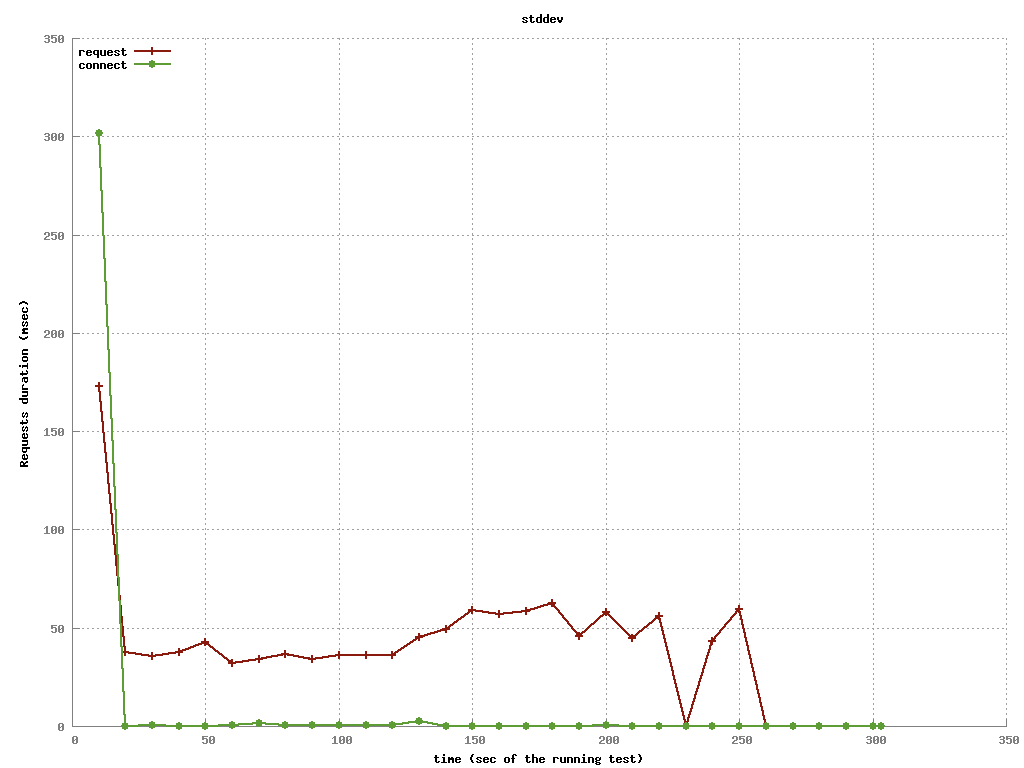 stddev
350
request
connect
300
250
200
150
100
50
0
Requests duration (msec)
0 50 100 150 200 250 300 350
time (sec of the running test)